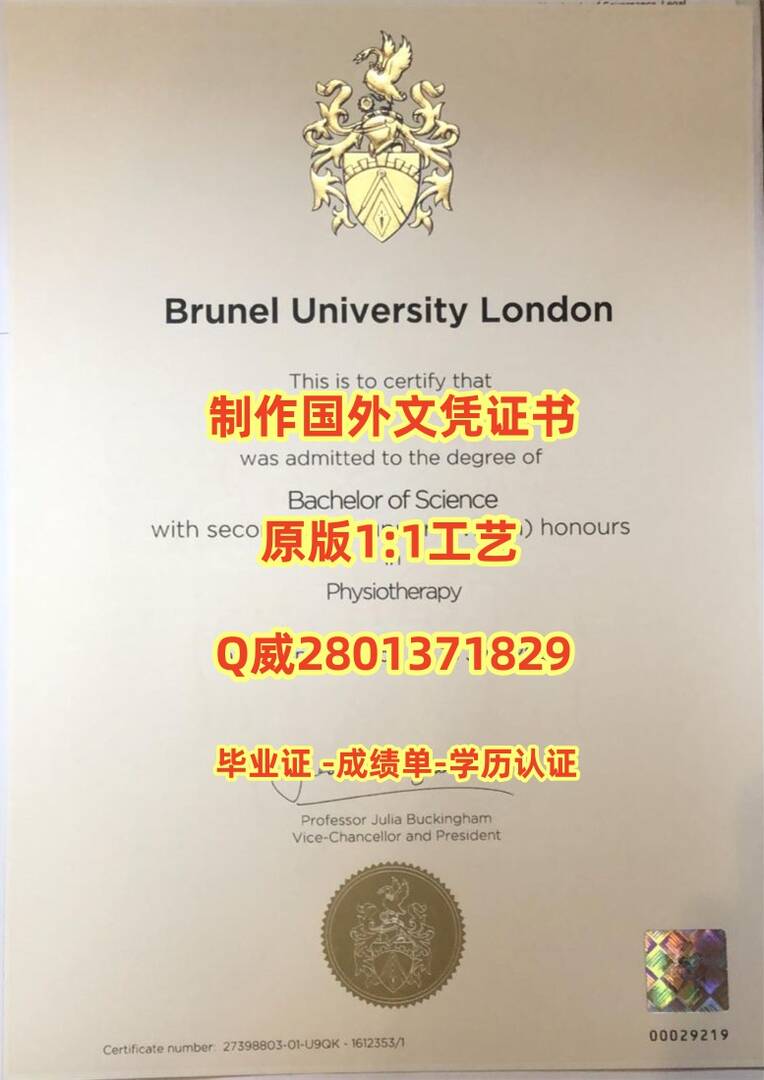 Brunel University London
This is to certify that
制作国外文凭证书
was admitted to the degree of
Bachelor of Science
with seco
) honours
原版1:1工艺
Physiotherapy
Q威2801371829
毕业证 -成绩单-学历认证
Professor Julia Buckingham
Vice-Chancellor and President
Certificate number: 27398803-01-U9QK - 1612353/1
00029219